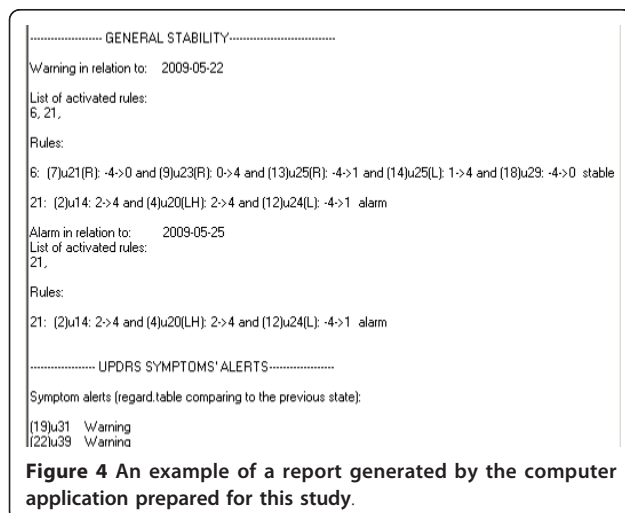 -------------------- GENERAL STABILITY------------------------------
Warning in relation to: 2009-05-22
List of activated rules:
6, 21,
Rules:
6: (7)u21(R): -4->0 and (9)u23(R): 0->4 and (13)u25(R): -4->1 and (14)u25(L): 1->4 and (18)u29: -4->0 stable
21: (2)u14: 2->4 and (4)u20(LH): 2->4 and (12)u24(L): -4->1 alarm
Alarm in relation to: 2009-05-25
List of activated rules:
21,
Rules:
21: (2)u14: 2->4 and (4)u20(LH): 2->4 and (12)u24(L): -4->1 alarm
------------------ UPDRS SYMPTOMS' ALERTS------------------
Symptom alerts (regard.table comparing to the previous state):
(19)u31 Warning
(22)u39 Warning
Figure 4 An example of a report generated by the computer
application prepared for this study.